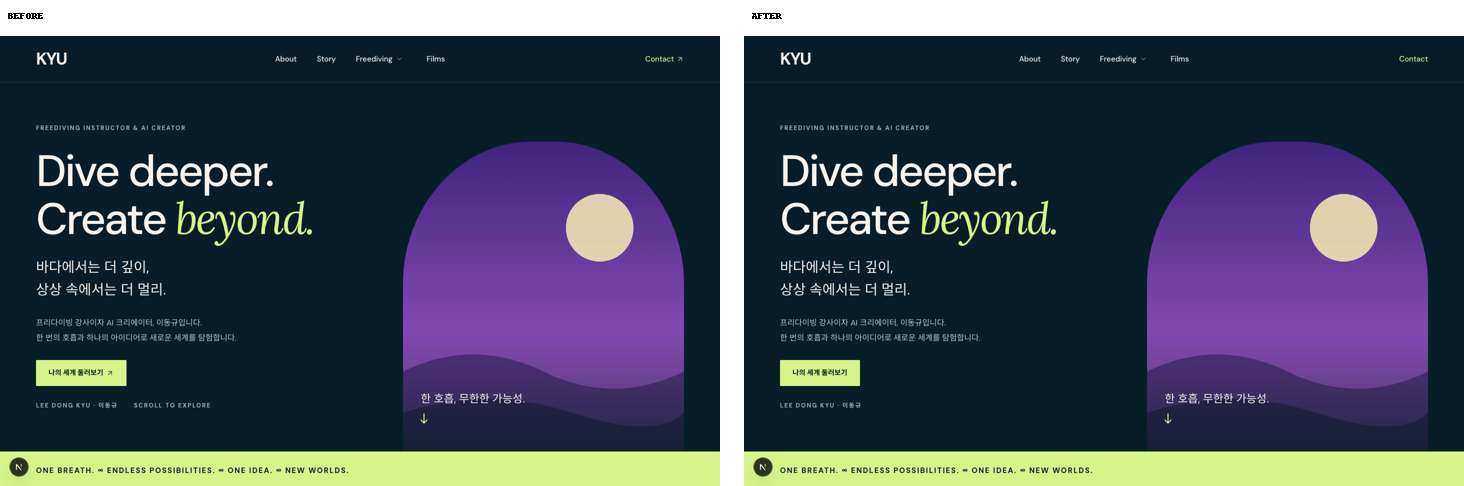 BEFORE
KYU
About Story Freediving Films
Contact ↗
FREEDIVING INSTRUCTOR & AI CREATOR
Dive deeper.
Create beyond.
바다에서는 더 깊이,
상상 속에서는 더 멀리.
프리다이빙 강사이자 AI 크리에이터, 이동규입니다.
한 번의 호흡과 하나의 아이디어로 새로운 세계를 탐험합니다.
나의 세계 둘러보기 ↗
LEE DONG KYU · 이동규 SCROLL TO EXPLORE
한 호흡, 무한한 가능성.
↓
N
ONE BREATH. ∞ ENDLESS POSSIBILITIES. ∞ ONE IDEA. ∞ NEW WORLDS.
AFTER
KYU
About Story Freediving Films
Contact
FREEDIVING INSTRUCTOR & AI CREATOR
Dive deeper.
Create beyond.
바다에서는 더 깊이,
상상 속에서는 더 멀리.
프리다이빙 강사이자 AI 크리에이터, 이동규입니다.
한 번의 호흡과 하나의 아이디어로 새로운 세계를 탐험합니다.
나의 세계 둘러보기
LEE DONG KYU · 이동규
한 호흡, 무한한 가능성.
↓
N
ONE BREATH. ∞ ENDLESS POSSIBILITIES. ∞ ONE IDEA. ∞ NEW WORLDS.